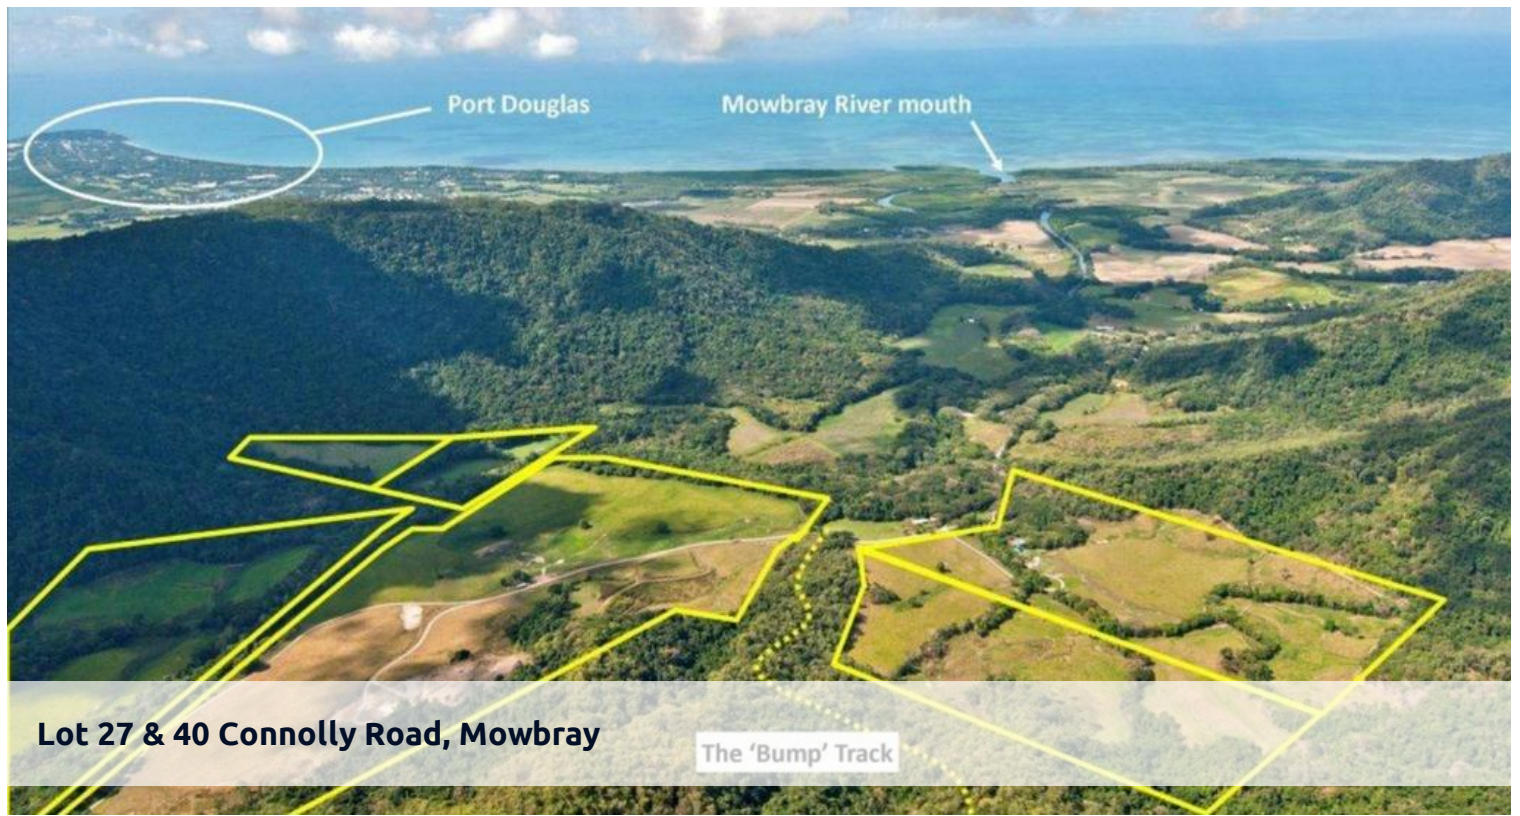 Port Douglas
Mowbray River mouth
Lot 27 & 40 Connolly Road, Mowbray
The ‘Bump’ Track